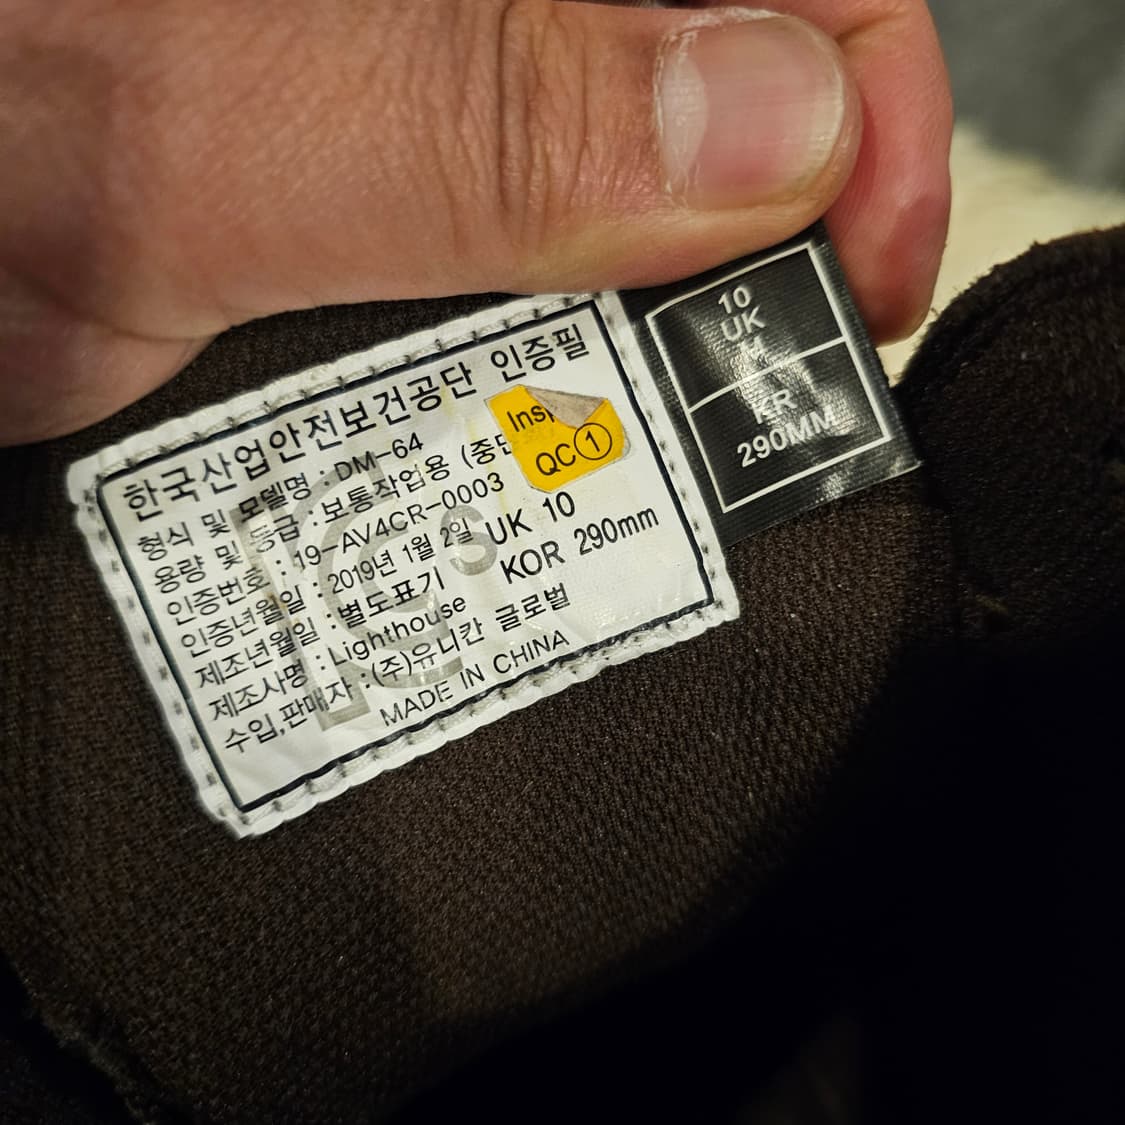 한국산업안전보건공단 인증필
형식 및 모델명 : DM-64
용량 및 등급 : 보통작업용
인증번호 : 19-AV4CR-0003
인증년월일 : 2019년 1월 2일
제조년월일 : 별도표기
제조사명 : Lighthouse
수입,판매자 : (주)유니칸 글로벌
MADE IN CHINA
UK 10
KOR 290mm
QC 1
10
UK
KR
290MM